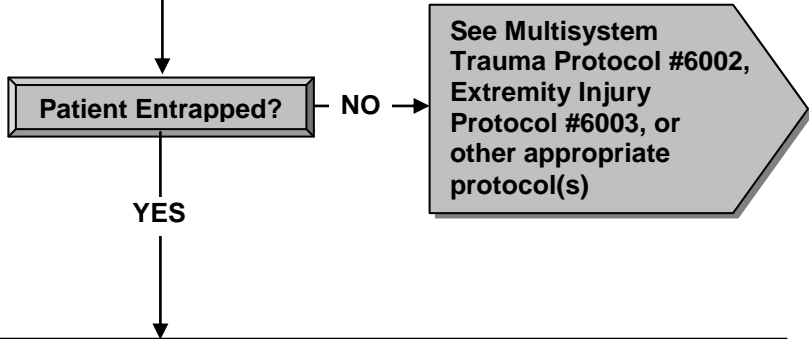 See Multisystem
Trauma Protocol #6002,
Extremity Injury
Protocol #6003, or
other appropriate
protocol(s)
Patient Entrapped?
NO
YES